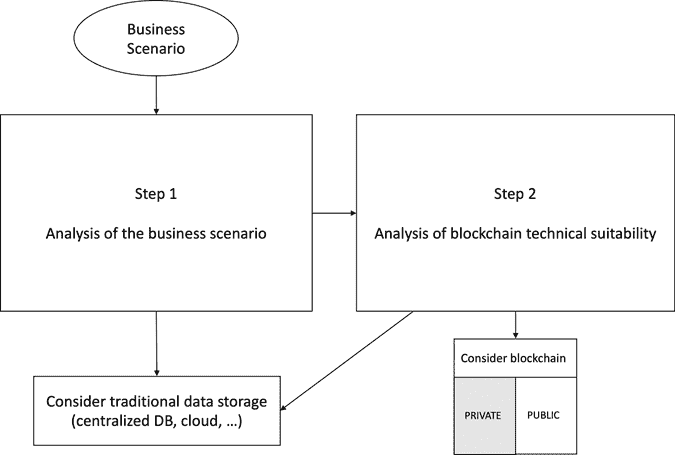 Business
Scenario
Step 1
Analysis of the business scenario
Step 2
Analysis of blockchain technical suitability
Consider traditional data storage
(centralized DB, cloud, …)
Consider blockchain
PRIVATE
PUBLIC